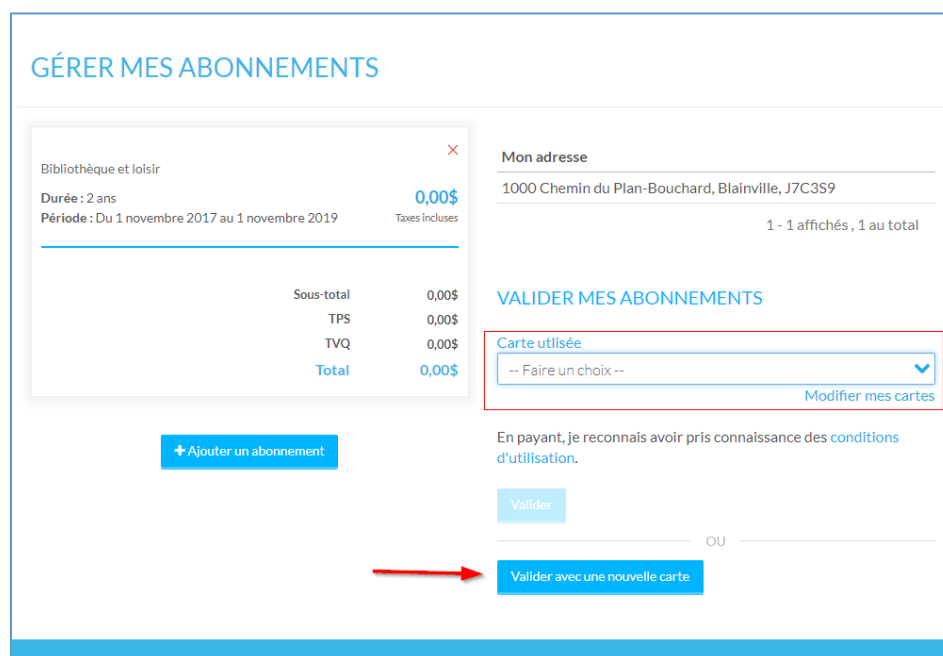 GÉRER MES ABONNEMENTS
Bibliothèque et loisir
Durée : 2 ans
0,00$
Période : Du 1 novembre 2017 au 1 novembre 2019
Taxes incluses
Sous-total 0,00$
TPS 0,00$
TVQ 0,00$
Total 0,00$
+ Ajouter un abonnement
Mon adresse
1000 Chemin du Plan-Bouchard, Blainville, J7C3S9
1 - 1 affichés , 1 au total
VALIDER MES ABONNEMENTS
Carte utlisée
-- Faire un choix --
Modifier mes cartes
En payant, je reconnais avoir pris connaissance des conditions
d'utilisation.
Valider
OU
Valider avec une nouvelle carte